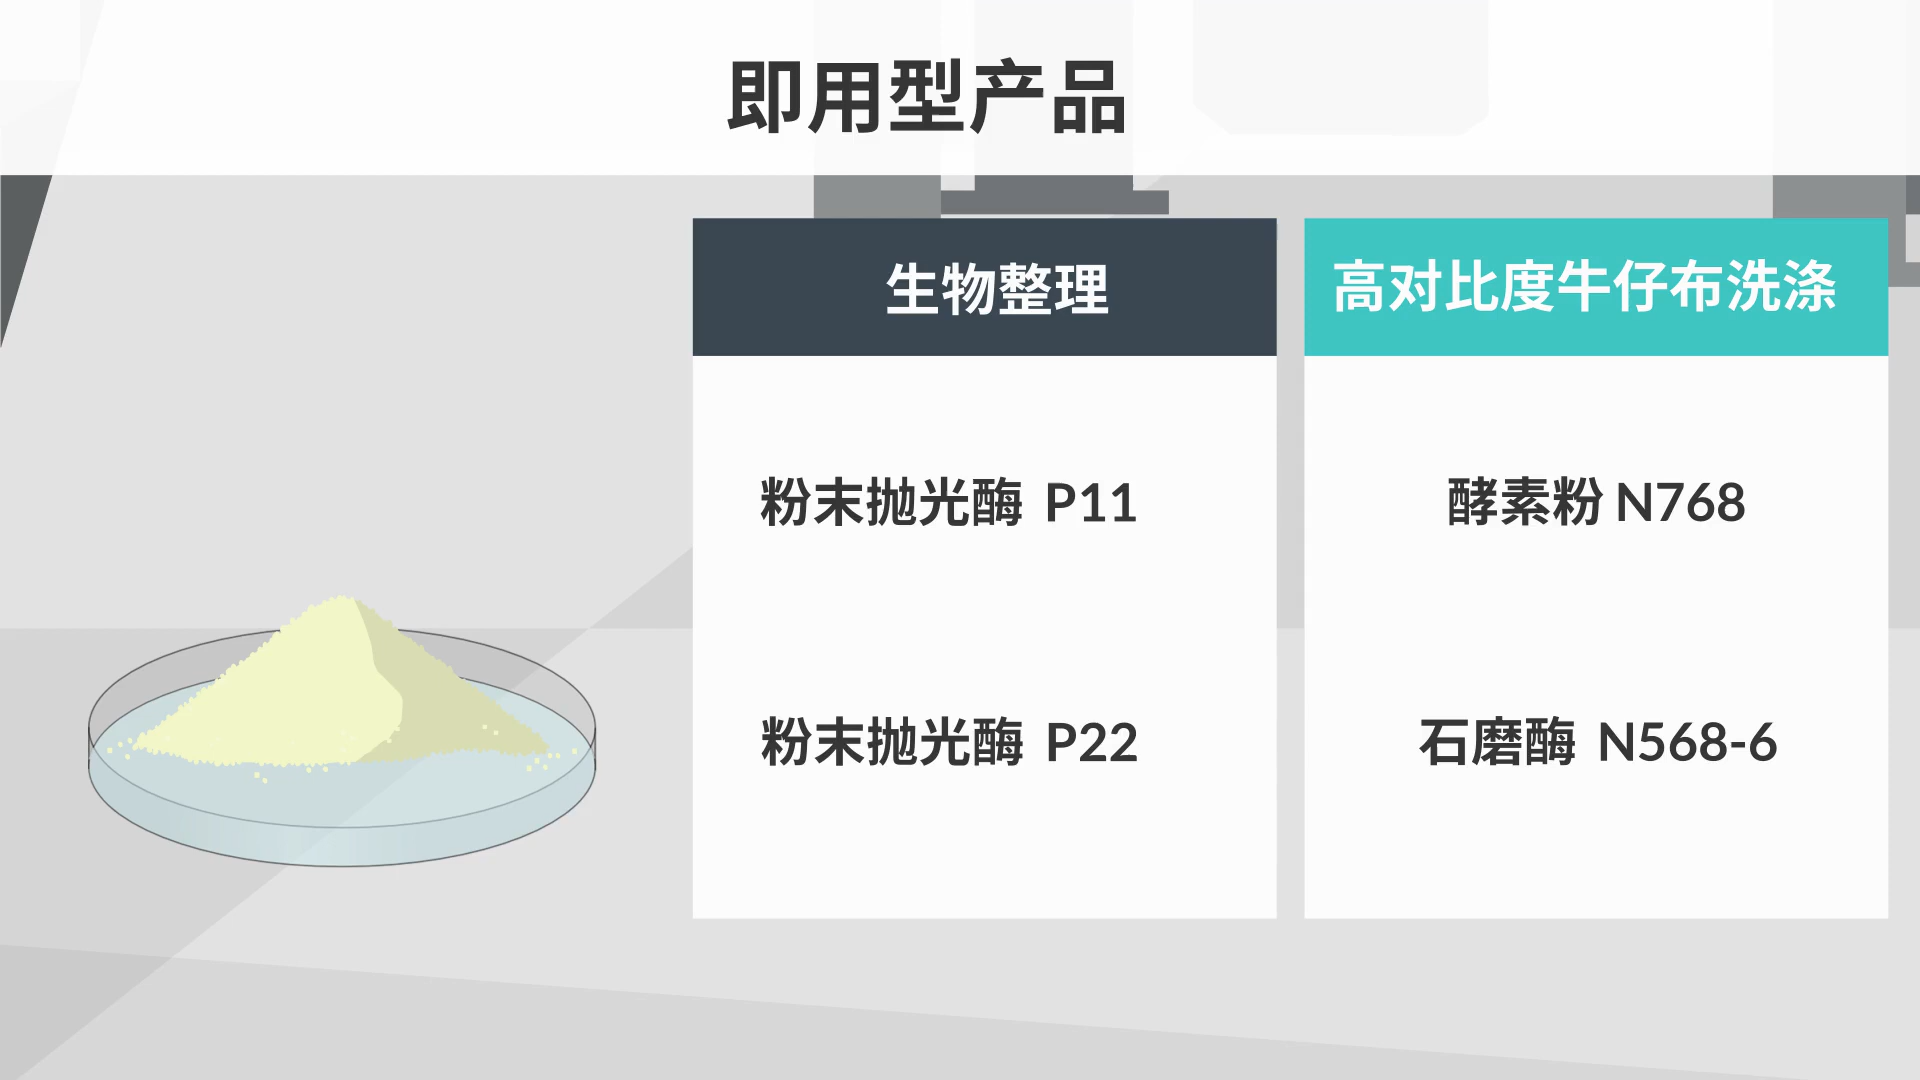 即用型产品
生物整理
粉末抛光酶 P11
粉末抛光酶 P22
高对比度牛仔布洗涤
酵素粉 N768
石磨酶 N568-6